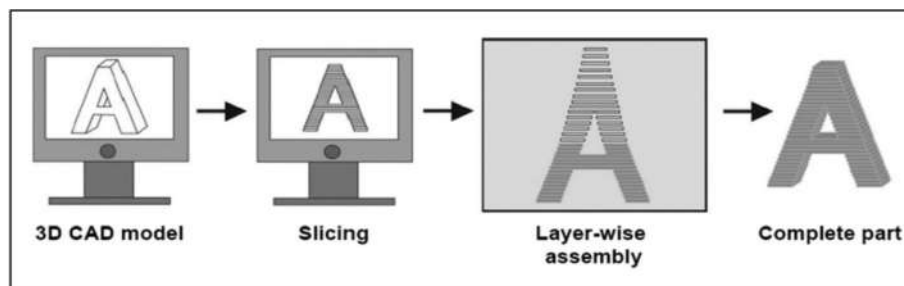 3D CAD model
Slicing
Layer-wise
assembly
Complete part